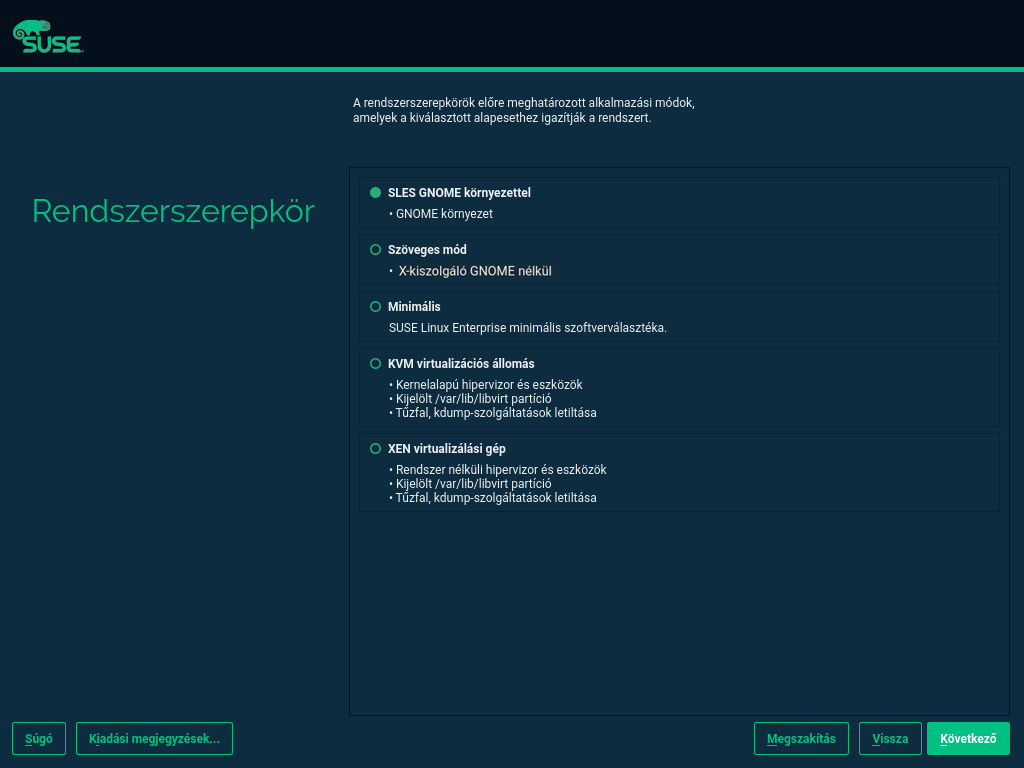 SUSE
A rendszerszerepkörök előre meghatározott alkalmazási módok,
amelyek a kiválasztott alapesethez igazítják a rendszert.
Rendszerszerepkör
SLES GNOME környezettel
• GNOME környezet
Szöveges mód
• X-kiszolgáló GNOME nélkül
Minimális
SUSE Linux Enterprise minimális szoftverválasztéka.
KVM virtualizációs állomás
• Kernelalapú hipervizor és eszközök
• Kijelölt /var/lib/libvirt partíció
• Tűzfal, kdump-szolgáltatások letiltása
XEN virtualizálási gép
• Rendszer nélküli hipervizor és eszközök
• Kijelölt /var/lib/libvirt partíció
• Tűzfal, kdump-szolgáltatások letiltása
Súgó
Kiadási megjegyzések...
Megszakítás
Vissza
Következő